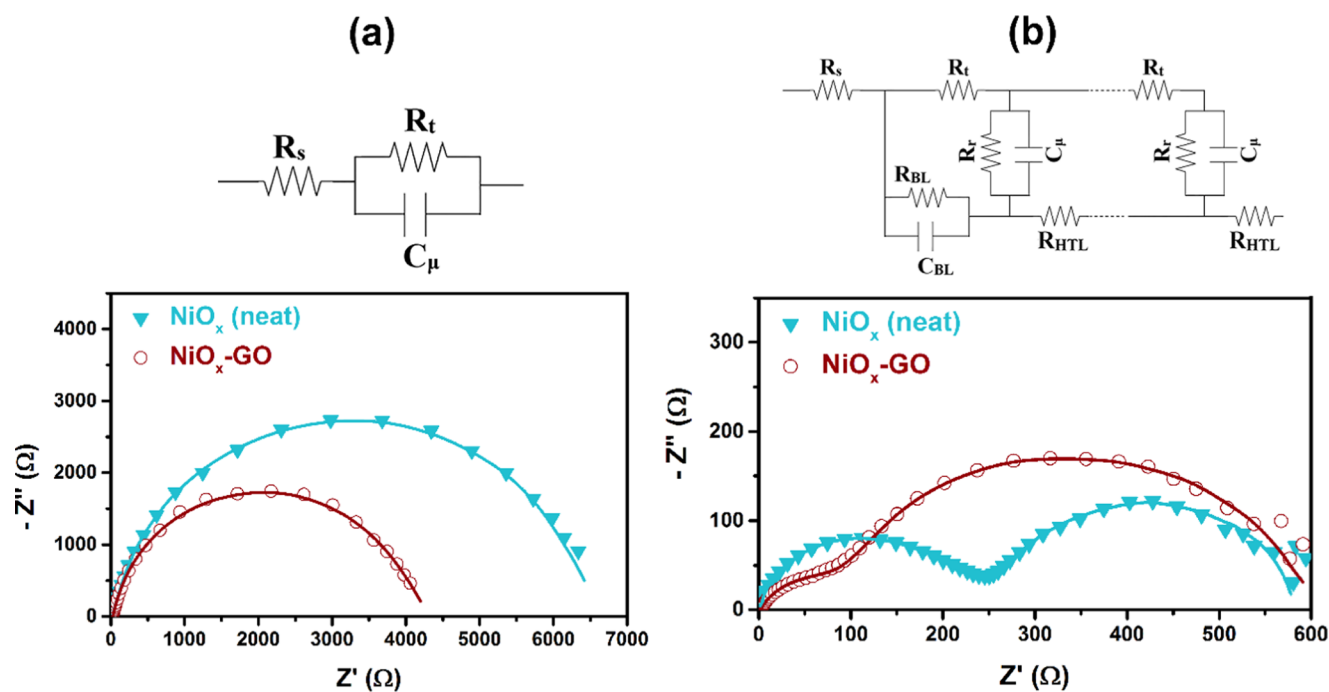 (a)
Rs
Rt
Cμ
(b)
Rs
Rt
Rt
Rr
Cμ
Rr
Cμ
RBL
CBL
RHTL
RHTL
NiOx (neat)
NiOx-GO
4000
3000
2000
1000
0
0 1000 2000 3000 4000 5000 6000 7000
- Z'' (Ω)
Z' (Ω)
NiOx (neat)
NiOx-GO
300
200
100
0
0 100 200 300 400 500 600
- Z'' (Ω)
Z' (Ω)